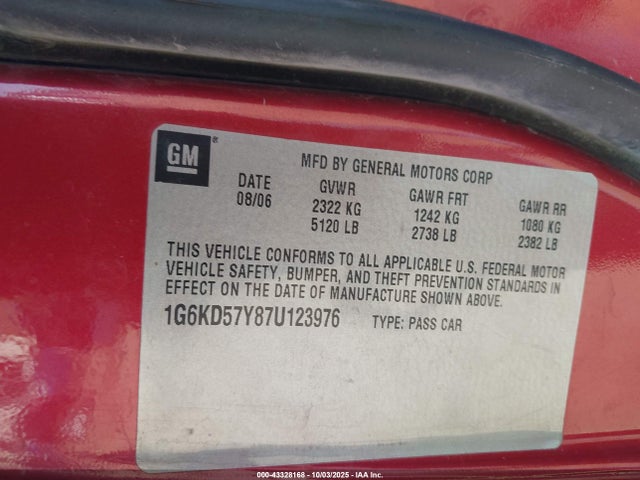 GM
MFD BY GENERAL MOTORS CORP
DATE GVWR GAWR FRT GAWR RR
08/06 2322 KG 1242 KG 1080 KG
5120 LB 2738 LB 2382 LB
THIS VEHICLE CONFORMS TO ALL APPLICABLE U.S. FEDERAL MOTOR
VEHICLE SAFETY, BUMPER, AND THEFT PREVENTION STANDARDS IN
EFFECT ON THE DATE OF MANUFACTURE SHOWN ABOVE.
1G6KD57Y87U123976 TYPE: PASS CAR
000-43328168 - 10/03/2025 - IAA Inc.